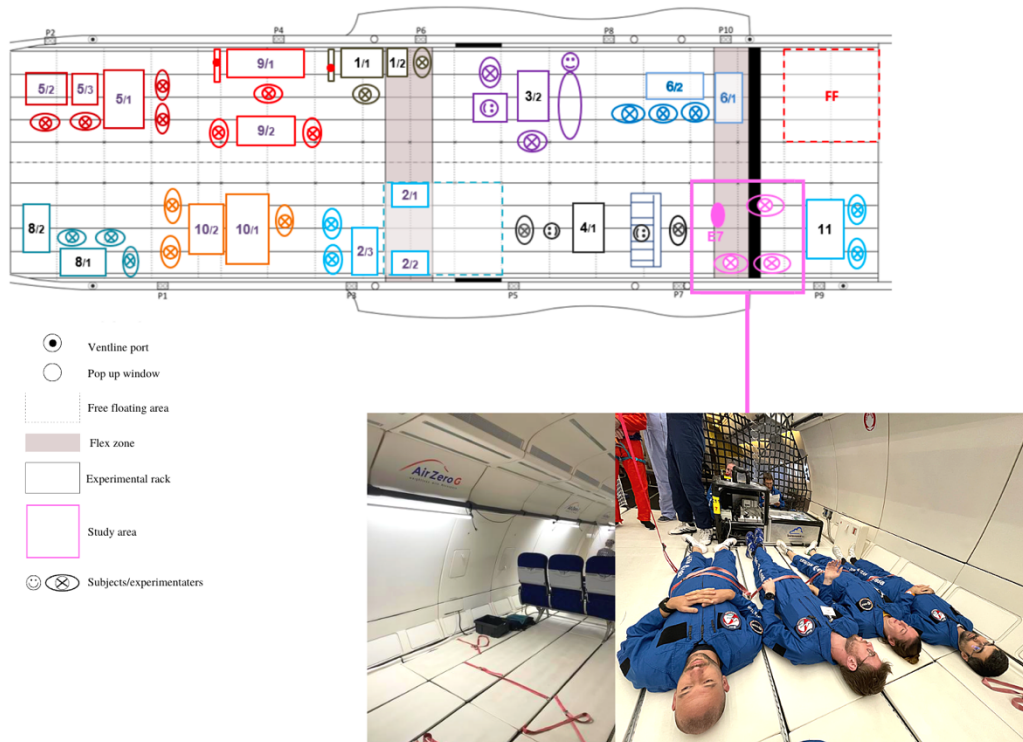 P2
P4
P6
P8
P10
5/2
5/3
5/1
9/1
9/2
1/1
1/2
3/2
6/2
6/1
FF
8/2
8/1
10/2
10/1
2/3
2/1
2/2
4/1
E7
11
P1
P3
P5
P7
P9
Ventline port
Pop up window
Free floating area
Flex zone
Experimental rack
Study area
Subjects/experimentaters
AirZeroG